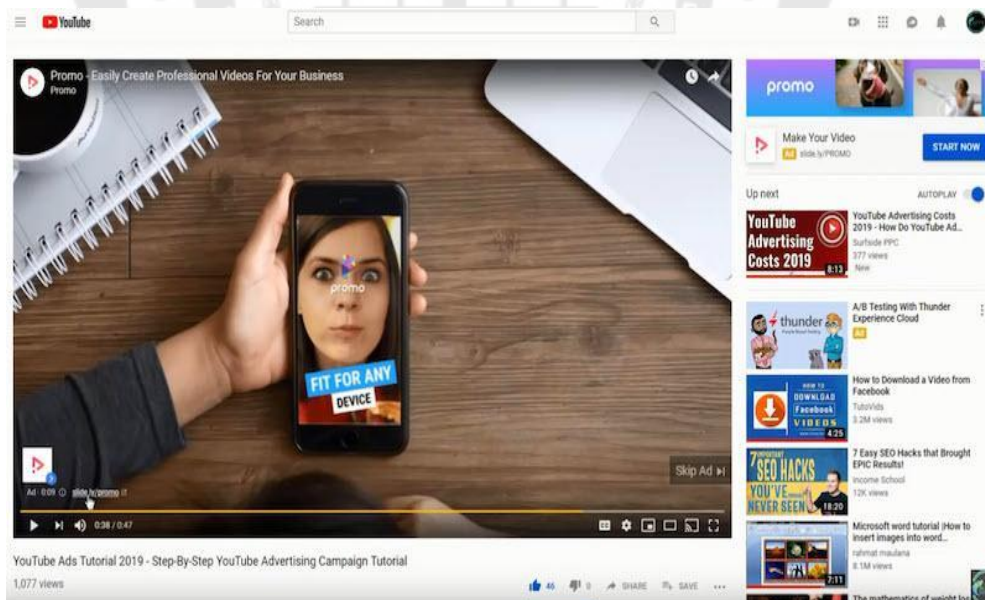 YouTube
Search
Promo - Easily Create Professional Videos For Your Business
Promo
promo
FIT FOR ANY
DEVICE
Skip Ad
Ad · 0:09
slide.ly/promo
0:38 / 0:47
YouTube Ads Tutorial 2019 - Step-By-Step YouTube Advertising Campaign Tutorial
1,077 views
46
0
SHARE
SAVE
promo
Make Your Video
Ad slide.ly/PROMO
START NOW
Up next
AUTOPLAY
YouTube
Advertising
Costs 2019
8:13
YouTube Advertising Costs
2019 - How Do YouTube Ad...
Surfside PPC
377 views
New
thunder
A/B Testing With Thunder
Experience Cloud
Ad
HOW TO
DOWNLOAD
Facebook
VIDEOS
4:25
How to Download a Video from
Facebook
TutoVids
3.2M views
7 IMPORTANT
SEO HACKS
YOU'VE
NEVER SEEN
18:20
7 Easy SEO Hacks that Brought
EPIC Results!
Income School
12K views
7:11
Microsoft word tutorial |How to
insert images into word...
rahmat maulana
8.1M views
The mathematics of weight los